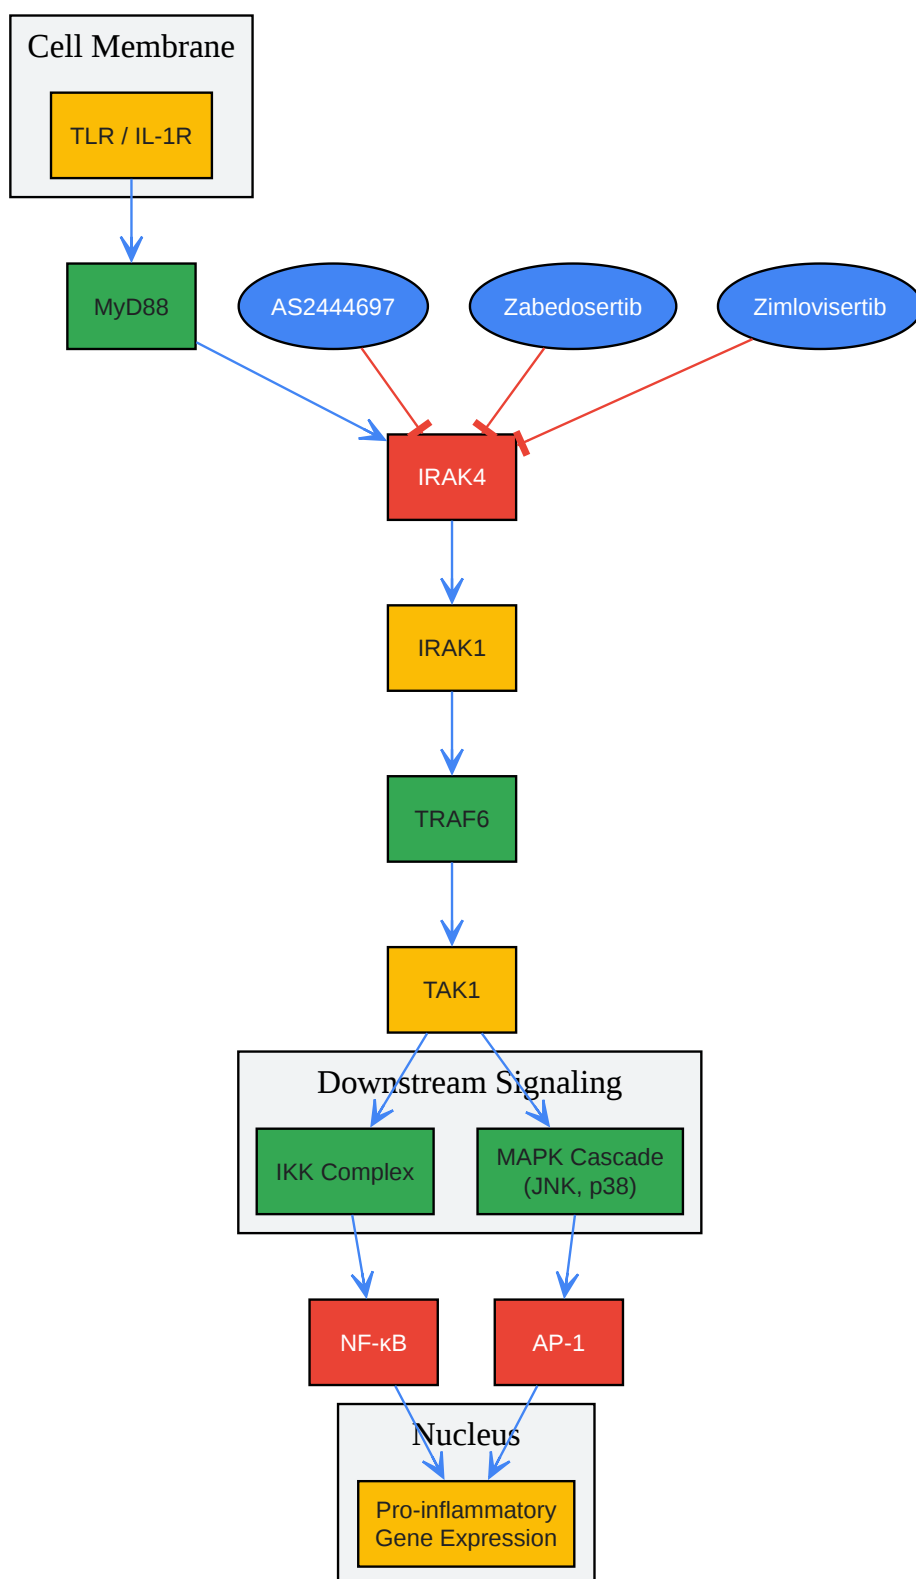 Cell Membrane
TLR / IL-1R
MyD88
AS2444697
Zabedosertib
Zimlovisertib
IRAK4
IRAK1
TRAF6
TAK1
Downstream Signaling
IKK Complex
MAPK Cascade
(JNK, p38)
NF-κB
AP-1
Nucleus
Pro-inflammatory
Gene Expression